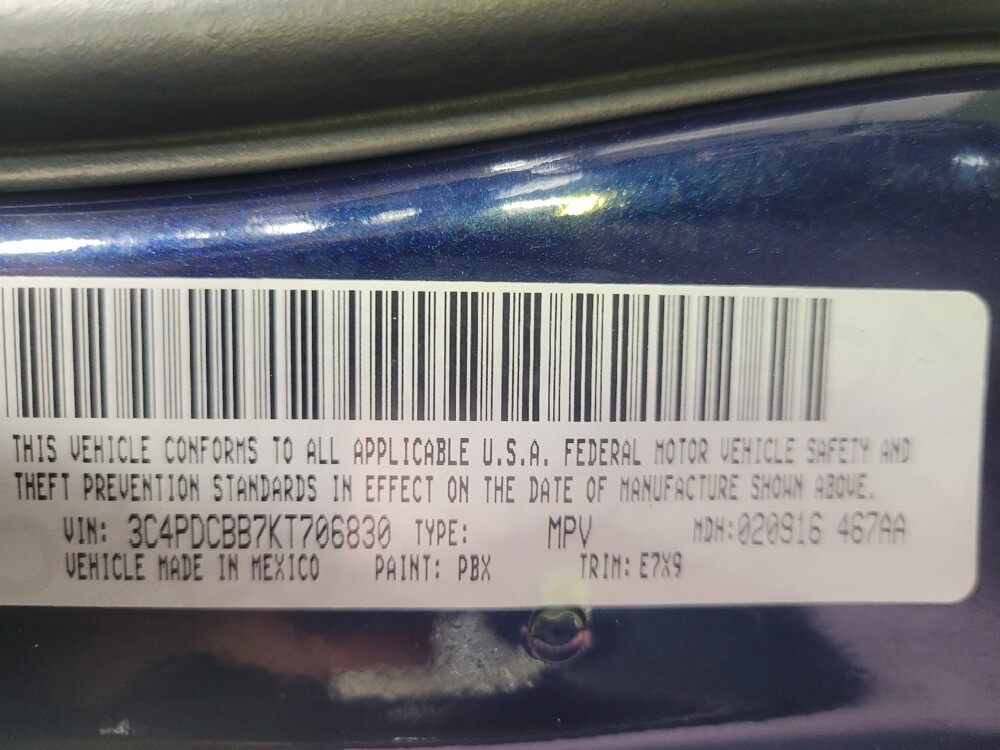 THIS VEHICLE CONFORMS TO ALL APPLICABLE U.S.A. FEDERAL MOTOR VEHICLE SAFETY AND
THEFT PREVENTION STANDARDS IN EFFECT ON THE DATE OF MANUFACTURE SHOWN ABOVE.
VIN: 3C4PDCBB7KT706830 TYPE: MPV MDH:020916 467AA
VEHICLE MADE IN MEXICO PAINT: PBX TRIM: E7X9